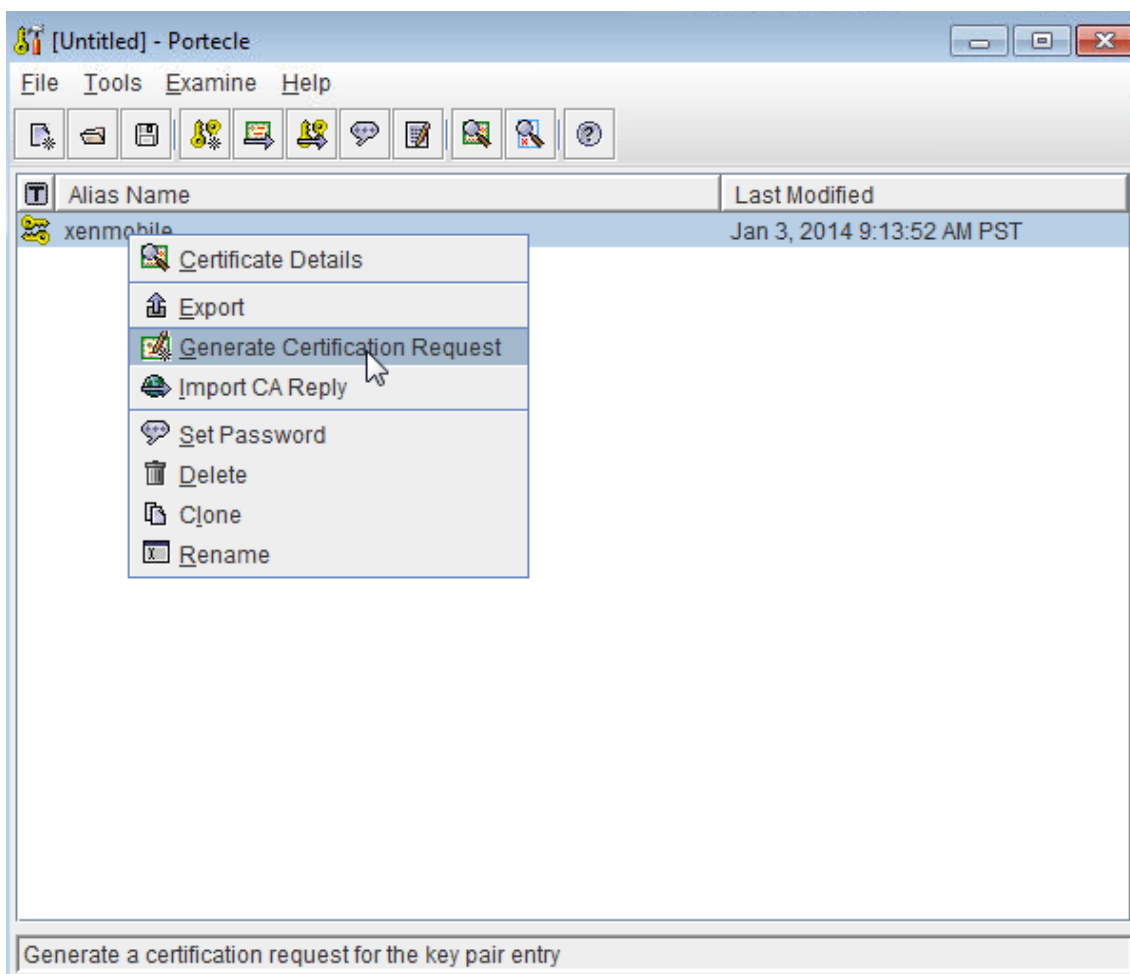 [Untitled] - Portecle
File Tools Examine Help
T Alias Name Last Modified
xenmobile Jan 3, 2014 9:13:52 AM PST
Certificate Details
Export
Generate Certification Request
Import CA Reply
Set Password
Delete
Clone
Rename
Generate a certification request for the key pair entry